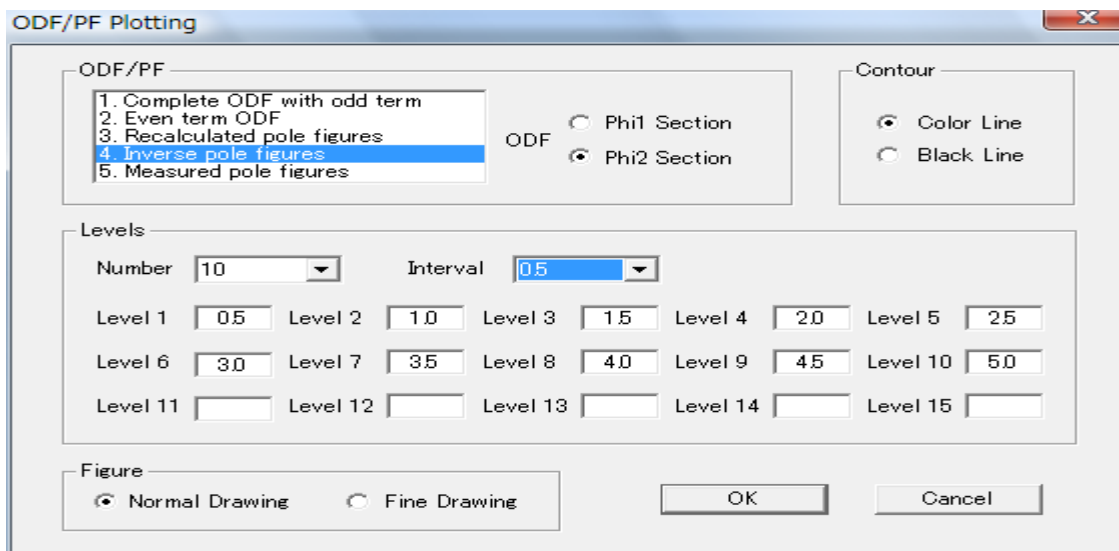 ODF/PF Plotting
ODF/PF
1. Complete ODF with odd term
2. Even term ODF
3. Recalculated pole figures
4. Inverse pole figures
5. Measured pole figures
ODF
Phi1 Section
Phi2 Section
Contour
Color Line
Black Line
Levels
Number 10 Interval 0.5
Level 1 0.5 Level 2 1.0 Level 3 1.5 Level 4 2.0 Level 5 2.5
Level 6 3.0 Level 7 3.5 Level 8 4.0 Level 9 4.5 Level 10 5.0
Level 11 Level 12 Level 13 Level 14 Level 15
Figure
Normal Drawing Fine Drawing
OK Cancel